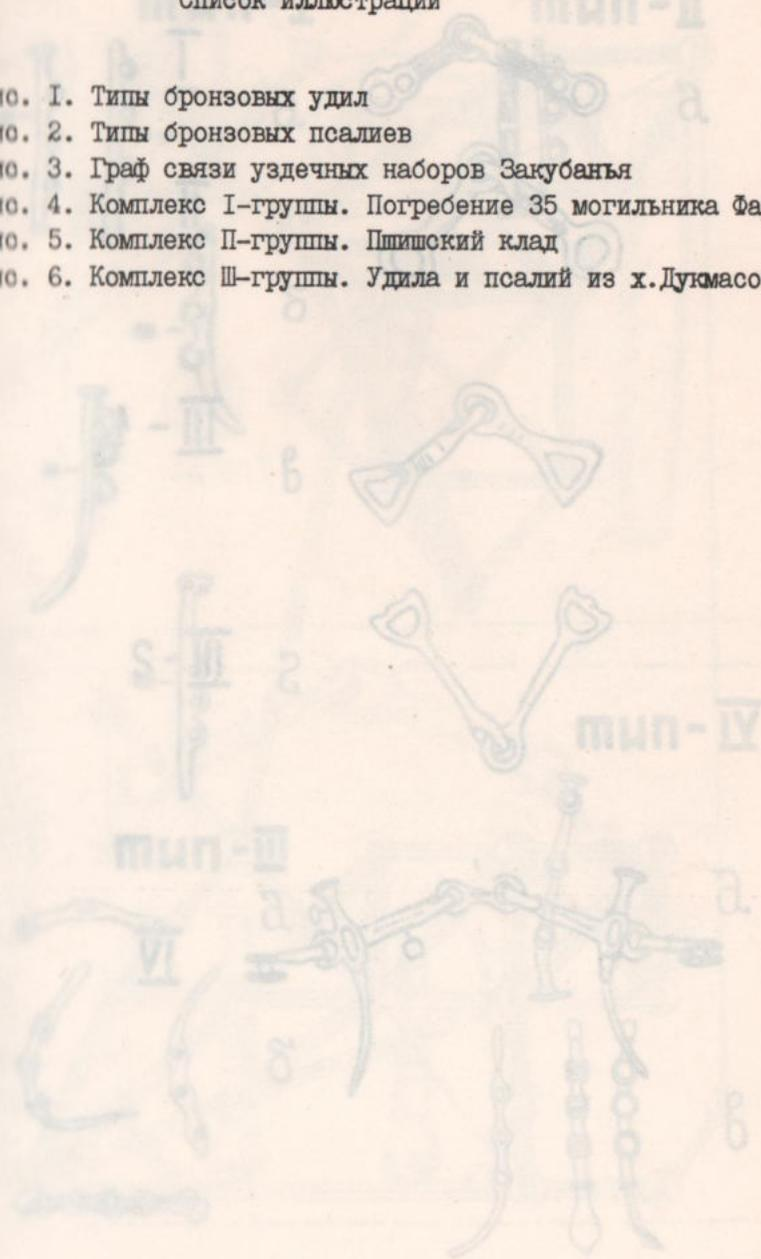 Список иллюстраций
ис. I. Типы бронзовых удил
ис. 2. Типы бронзовых псалиев
ис. 3. Граф связи уздечных наборов Закубанья
ис. 4. Комплекс I-группы. Погребение 35 могильника Фа
ис. 5. Комплекс П-группы. Пшишский клад
ис. 6. Комплекс Ш-группы. Удила и псалий из х.Дукмасо